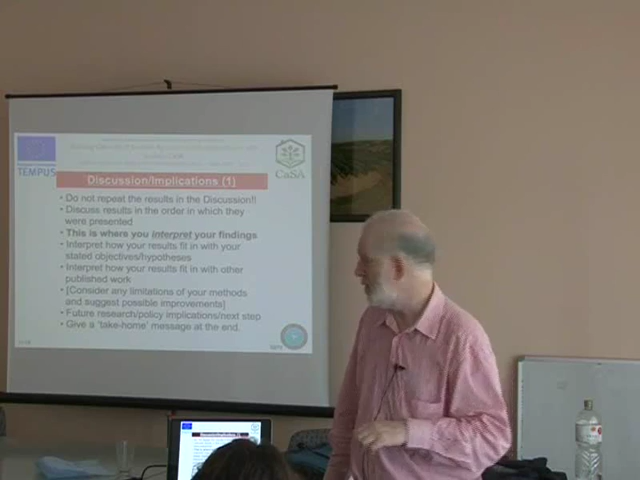 TEMPUS
CaSA
Discussion/Implications (1)
• Do not repeat the results in the Discussion!!
• Discuss results in the order in which they
were presented
• This is where you interpret your findings
• Interpret how your results fit in with your
stated objectives/hypotheses
• Interpret how your results fit in with other
published work
• [Consider any limitations of your methods
and suggest possible improvements]
• Future research/policy implications/next step
• Give a 'take-home' message at the end.
Discussion/Implications (1)